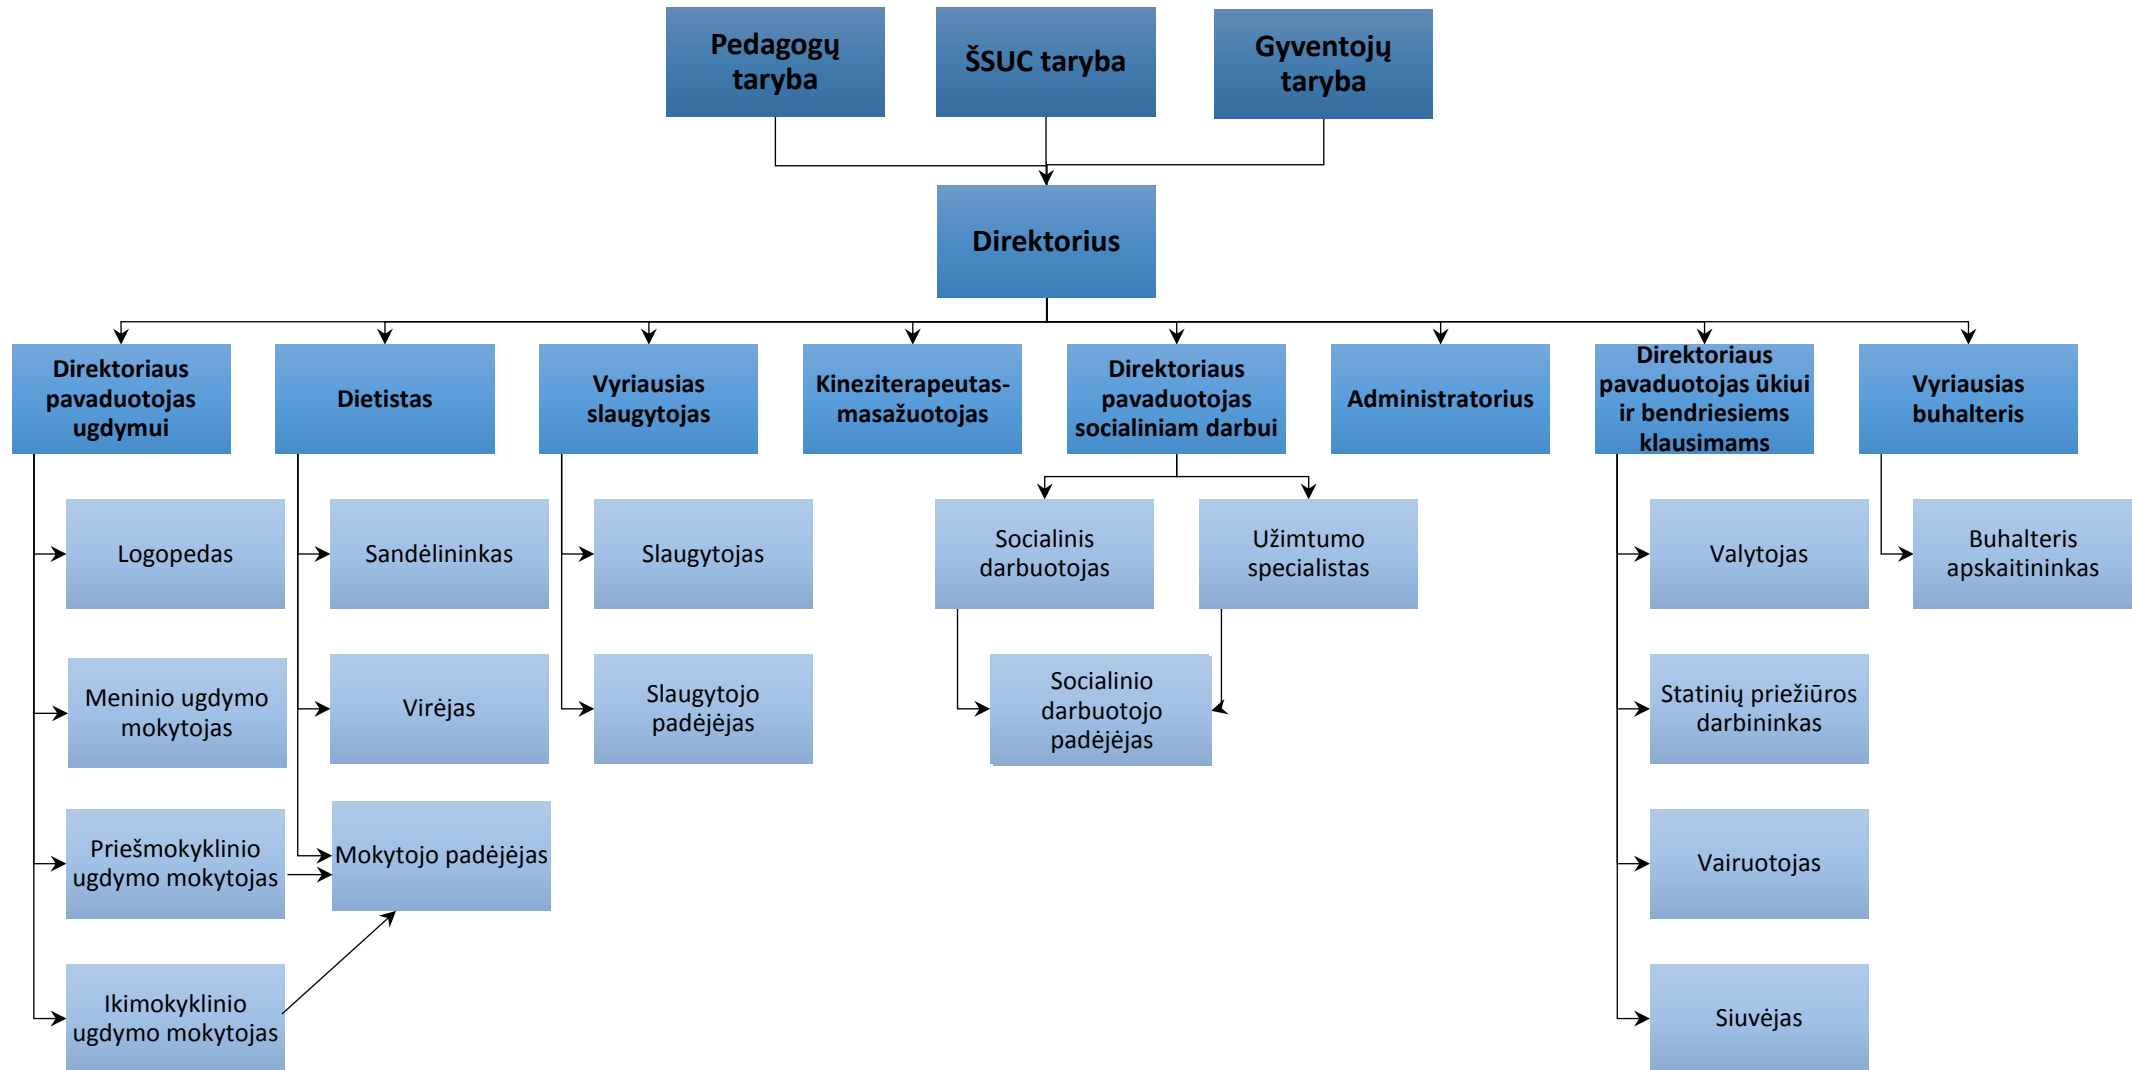 Pedagogų
taryba
ŠSUC taryba
Gyventojų
taryba
Direktorius
Direktoriaus
pavaduotojas
ugdymui
Dietistas
Vyriausias
slaugytojas
Kineziterapeutas-
masažuotojas
Direktoriaus
pavaduotojas
socialiniam darbui
Administratorius
Direktoriaus
pavaduotojas ūkiui
ir bendriesiems
klausimams
Vyriausias
buhalteris
Logopedas
Sandėlininkas
Slaugytojas
Socialinis
darbuotojas
Užimtumo
specialistas
Valytojas
Buhalteris
apskaitininkas
Meninio ugdymo
mokytojas
Virėjas
Slaugytojo
padėjėjas
Socialinio
darbuotojo
padėjėjas
Statinių priežiūros
darbininkas
Priešmokyklinio
ugdymo mokytojas
Mokytojo padėjėjas
Vairuotojas
Ikimokyklinio
ugdymo mokytojas
Siuvėjas